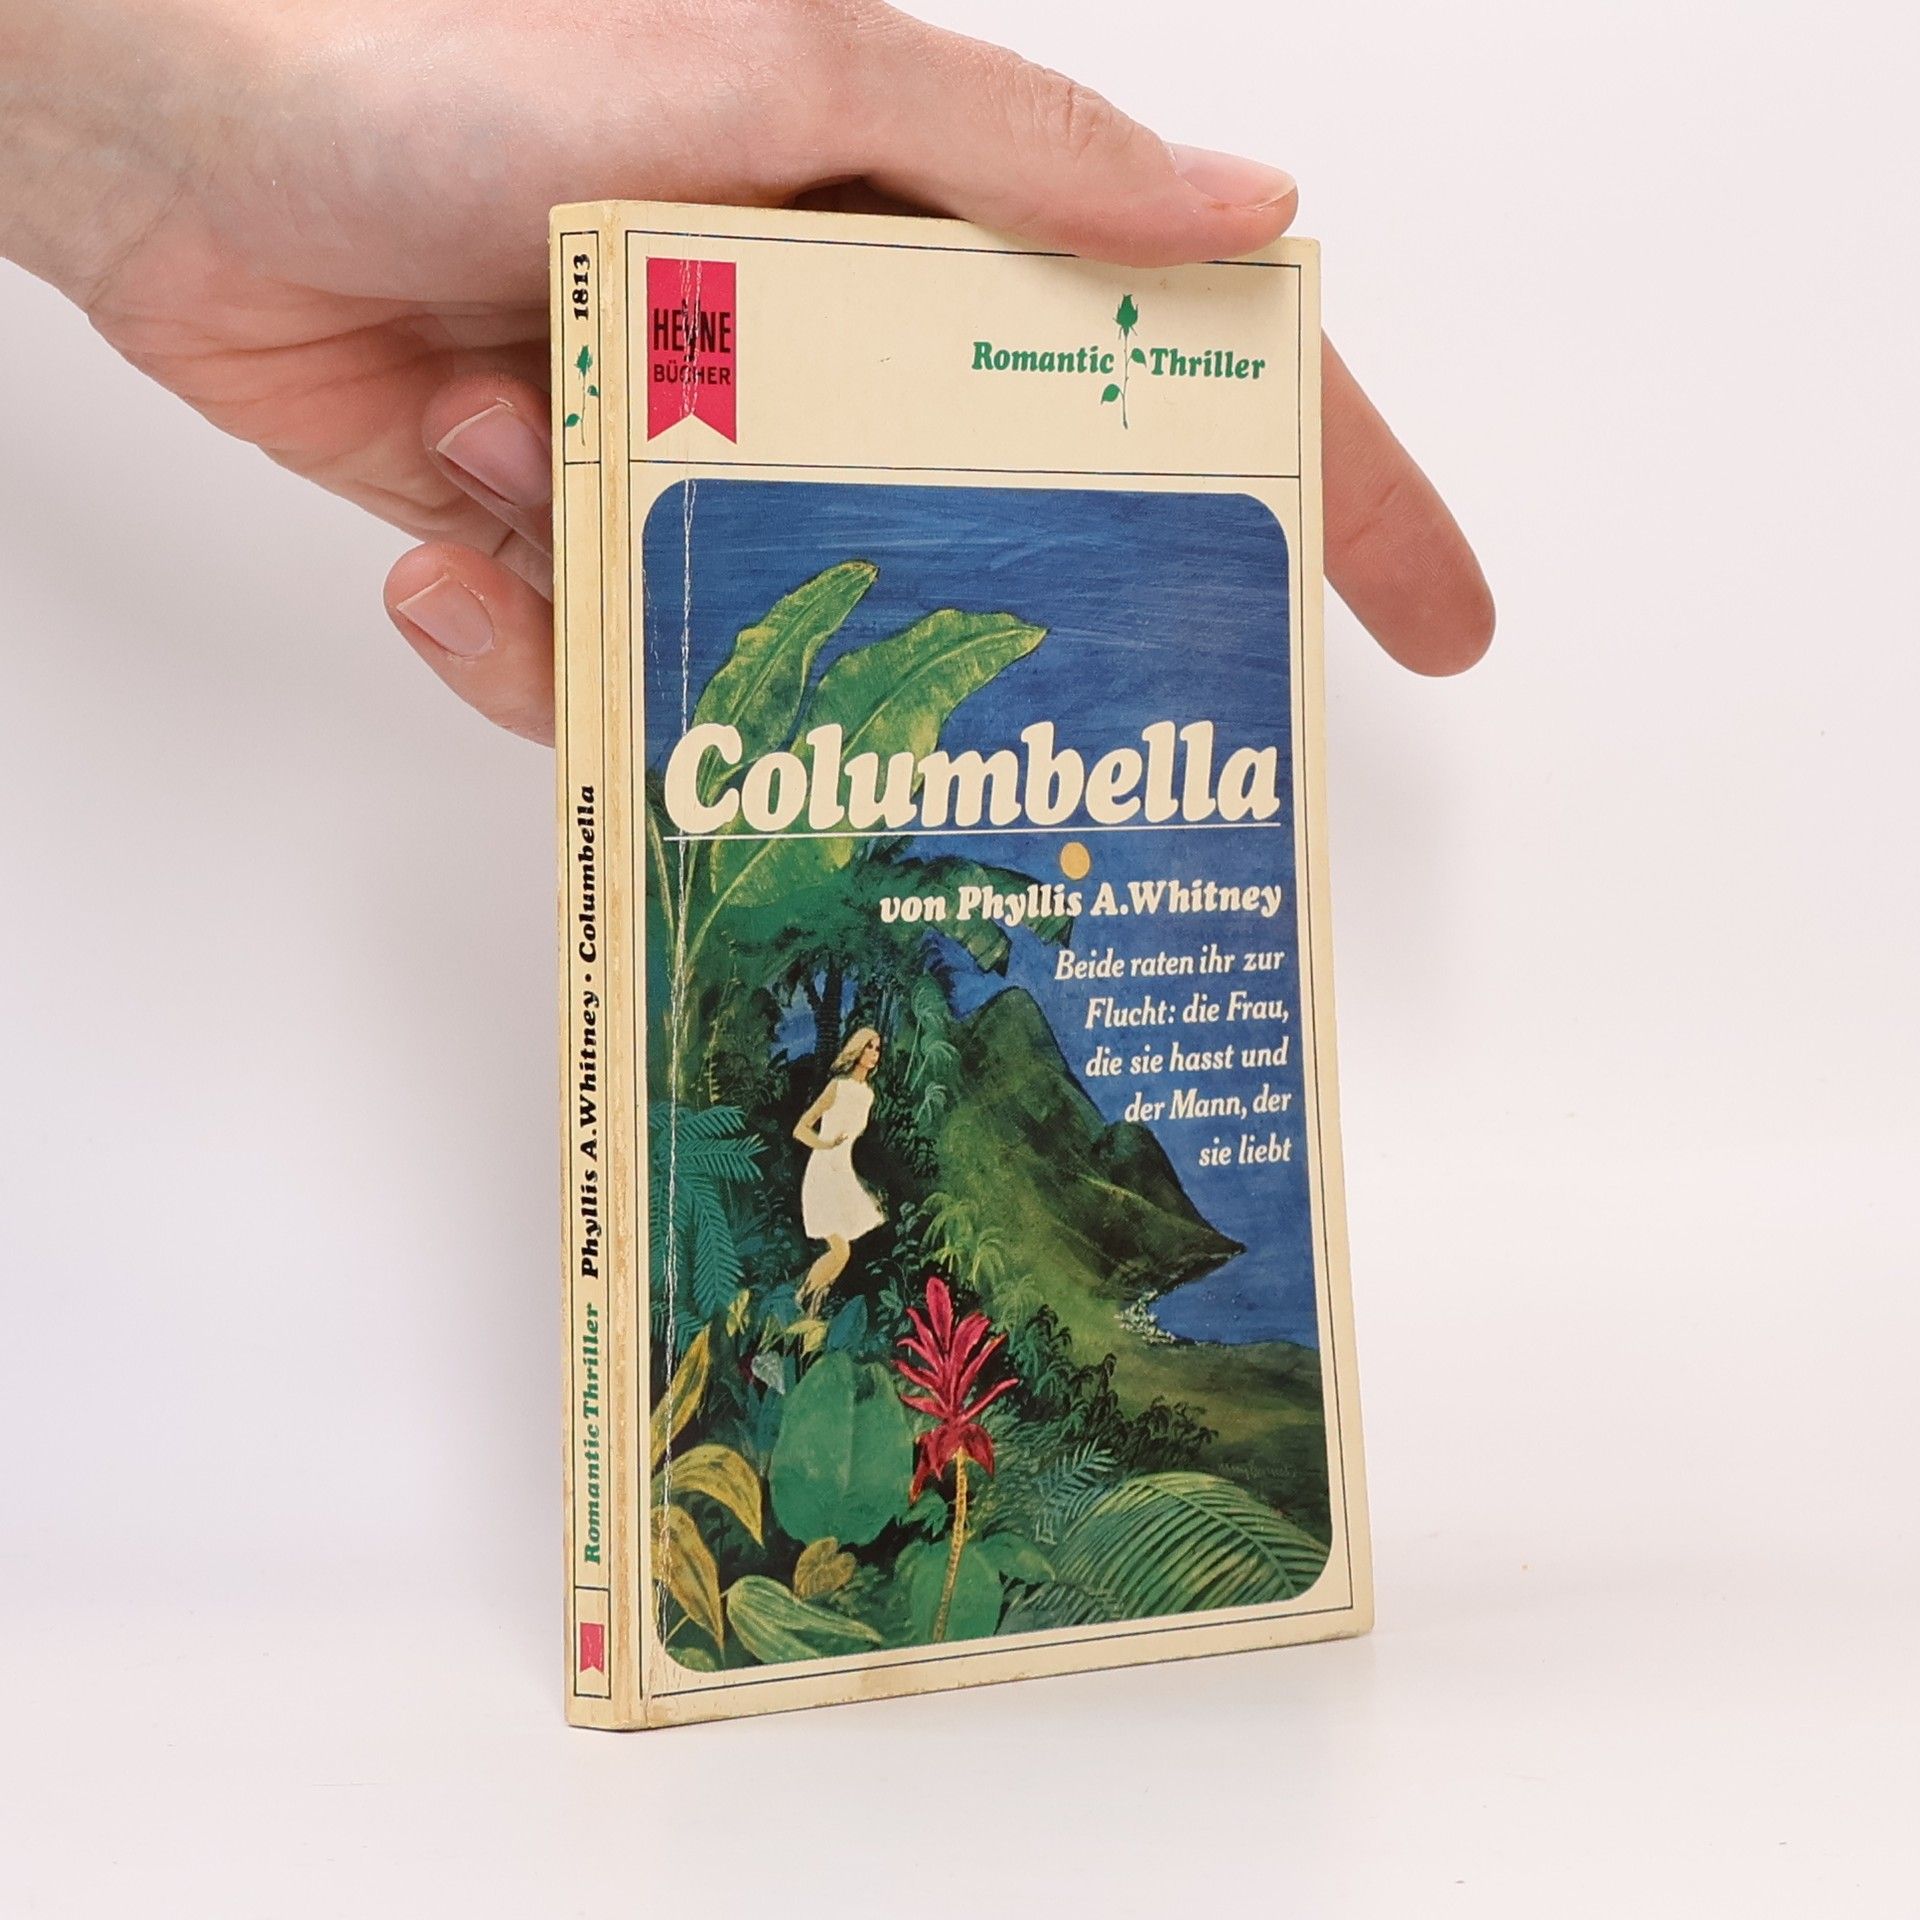 1813
Romantic Thriller Phyllis A. Whitney · Columbella
HEYNE
BÜCHER
Romantic Thriller
Columbella
von Phyllis A. Whitney
Beide raten ihr zur
Flucht: die Frau,
die sie hasst und
der Mann, der
sie liebt